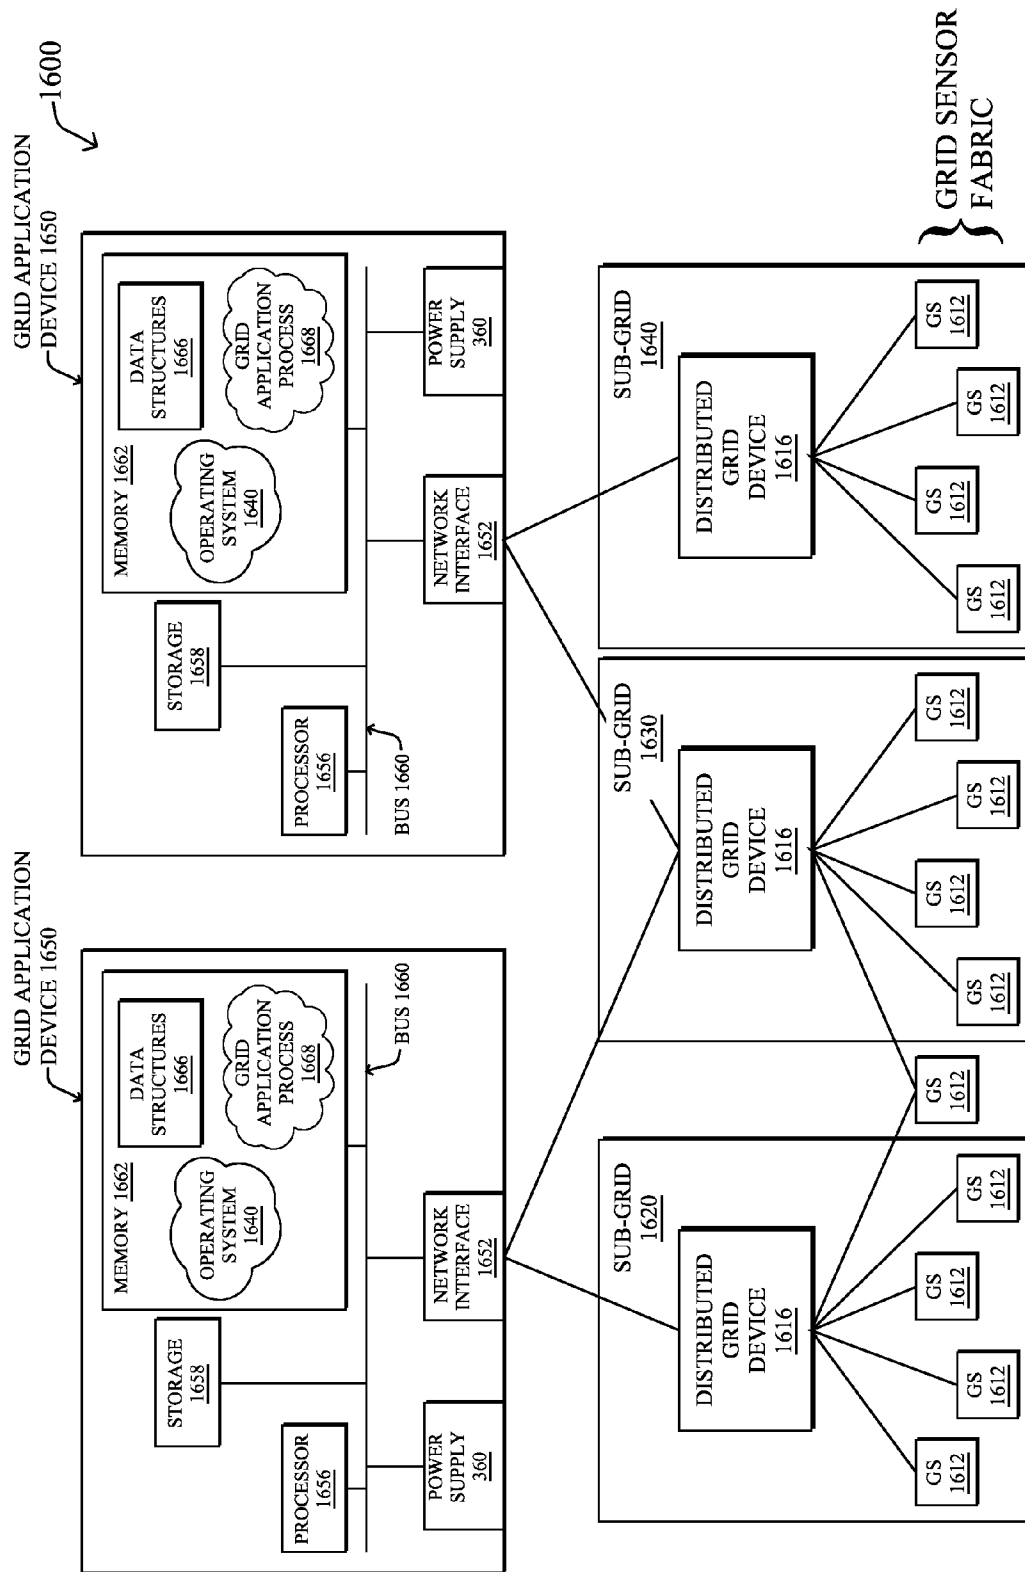 1600
GRID APPLICATION
DEVICE 1650
MEMORY 1662
DATA
STRUCTURES
1666
OPERATING
SYSTEM
1640
GRID
APPLICATION
PROCESS
1668
STORAGE
1658
PROCESSOR
1656
BUS 1660
POWER
SUPPLY
360
NETWORK
INTERFACE
1652
GRID APPLICATION
DEVICE 1650
MEMORY 1662
DATA
STRUCTURES
1666
OPERATING
SYSTEM
1640
GRID
APPLICATION
PROCESS
1668
STORAGE
1658
PROCESSOR
1656
BUS 1660
NETWORK
INTERFACE
1652
POWER
SUPPLY
360
SUB-GRID
1620
DISTRIBUTED
GRID
DEVICE
1616
GS
1612
GS
1612
GS
1612
GS
1612
GS
1612
SUB-GRID
1630
DISTRIBUTED
GRID
DEVICE
1616
GS
1612
GS
1612
GS
1612
GS
1612
SUB-GRID
1640
DISTRIBUTED
GRID
DEVICE
1616
GS
1612
GS
1612
GS
1612
GS
1612
GRID SENSOR
FABRIC